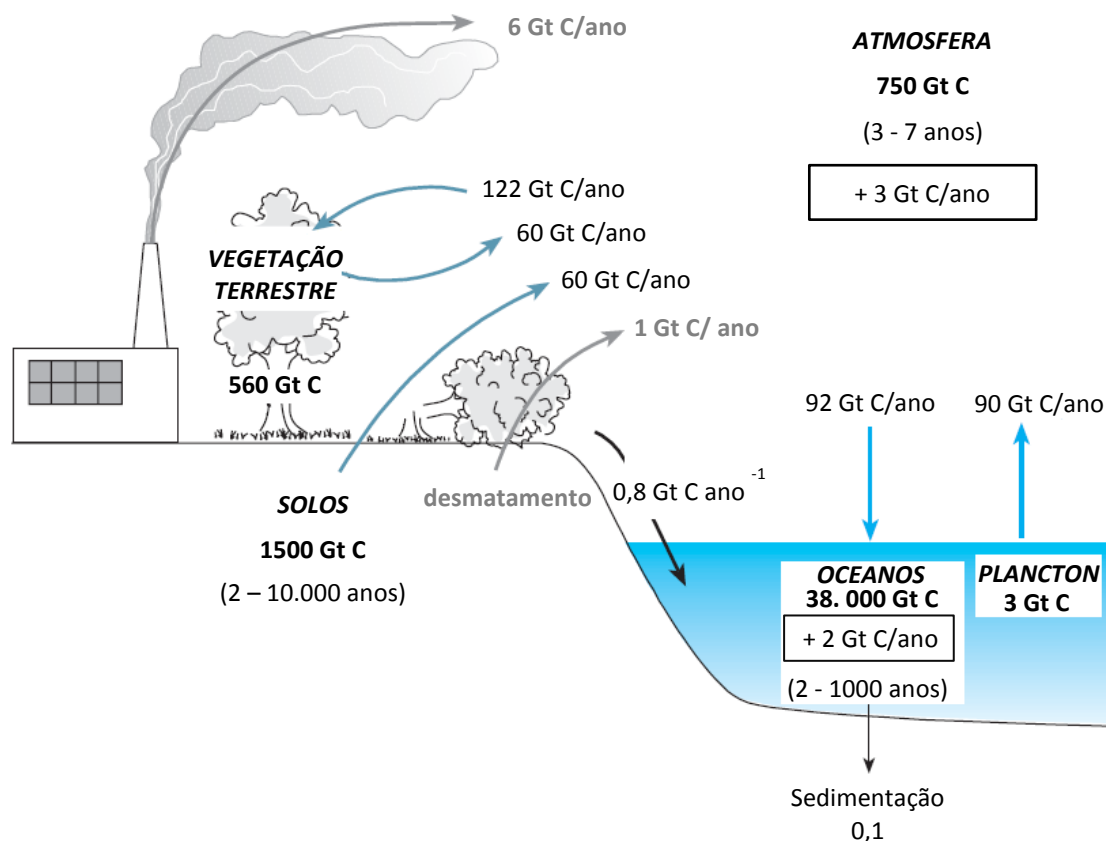 6 Gt C/ano
ATMOSFERA
750 Gt C
(3 - 7 anos)
+ 3 Gt C/ano
122 Gt C/ano
60 Gt C/ano
VEGETAÇÃO
TERRESTRE
60 Gt C/ano
1 Gt C/ ano
560 Gt C
92 Gt C/ano
90 Gt C/ano
desmatamento
0,8 Gt C ano -1
SOLOS
1500 Gt C
(2 – 10.000 anos)
OCEANOS
38. 000 Gt C
+ 2 Gt C/ano
(2 - 1000 anos)
PLANCTON
3 Gt C
Sedimentação
0,1